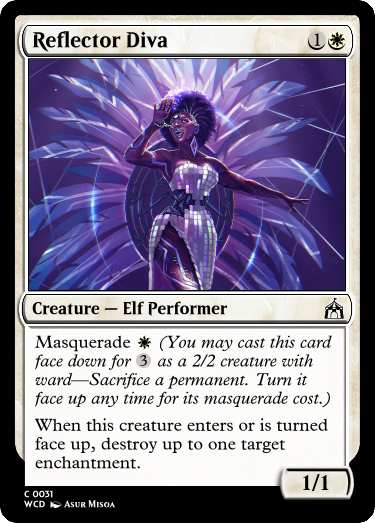 Reflector Diva 1
Creature — Elf Performer
Masquerade (You may cast this card
face down for 3 as a 2/2 creature with
ward—Sacrifice a permanent. Turn it
face up any time for its masquerade cost.)
When this creature enters or is turned
face up, destroy up to one target
enchantment.
1/1
C 0031
WCD Asur Misoa